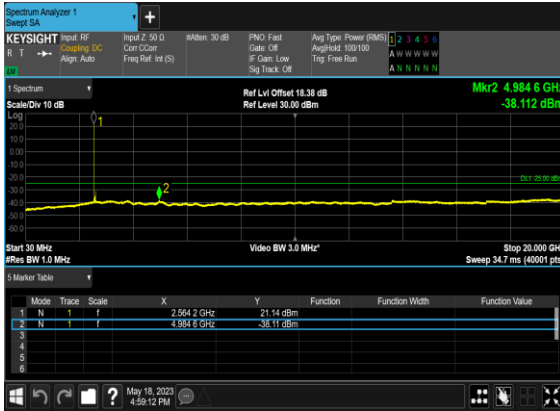 Spectrum Analyzer 1
Swept SA
+
KEYSIGHT Input: RF Input Z: 50 Ω #Atten: 30 dB PNO: Fast Avg Type: Power (RMS) 1 2 3 4 5 6
R T Coupling: DC Corr CCorr Gate: Off Avg|Hold: 100/100 A W W W W W
Align: Auto Freq Ref: Int (S) IF Gain: Low Trig: Free Run
Sig Track: Off A N N N N N
1 Spectrum Ref Lvl Offset 18.38 dB Mkr2 4.984 6 GHz
Scale/Div 10 dB Ref Level 30.00 dBm -38.112 dBm
Log
20.0 1
10.0
0.00
-10.0
-20.0 DL1 25.00 dBm
-30.0 2
-40.0
-50.0
-60.0
Start 30 MHz Video BW 3.0 MHz* Stop 20.000 GHz
#Res BW 1.0 MHz Sweep 34.7 ms (40001 pts)
5 Marker Table
Mode Trace Scale X Y Function Function Width Function Value
1 N 1 f 2.564 2 GHz 21.14 dBm
2 N 1 f 4.984 6 GHz -38.11 dBm
3
4
5
6
? May 18, 2023
4:59:12 PM